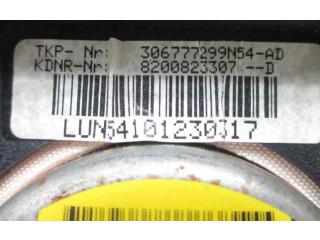 TKP- Nr: 306777299N54-AD
KDNR-Nr: 8200823307 --D
LUN54101230317